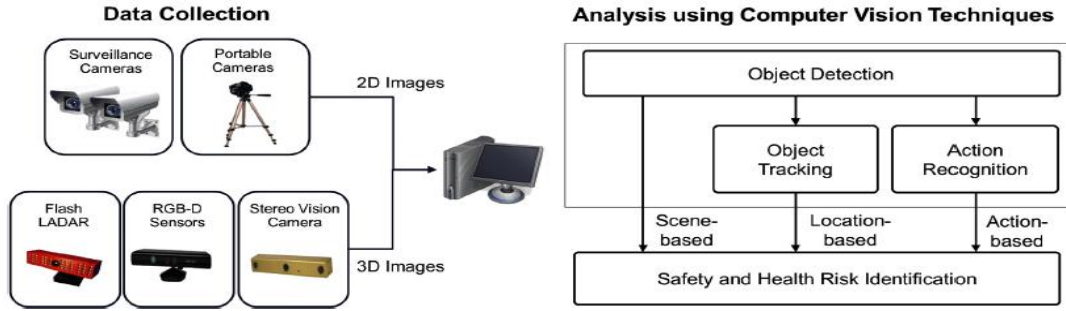 Data Collection
Surveillance
Cameras
Portable
Cameras
2D Images
Flash
LADAR
RGB-D
Sensors
Stereo Vision
Camera
3D Images
Analysis using Computer Vision Techniques
Object Detection
Object
Tracking
Action
Recognition
Scene-
based
Location-
based
Action-
based
Safety and Health Risk Identification